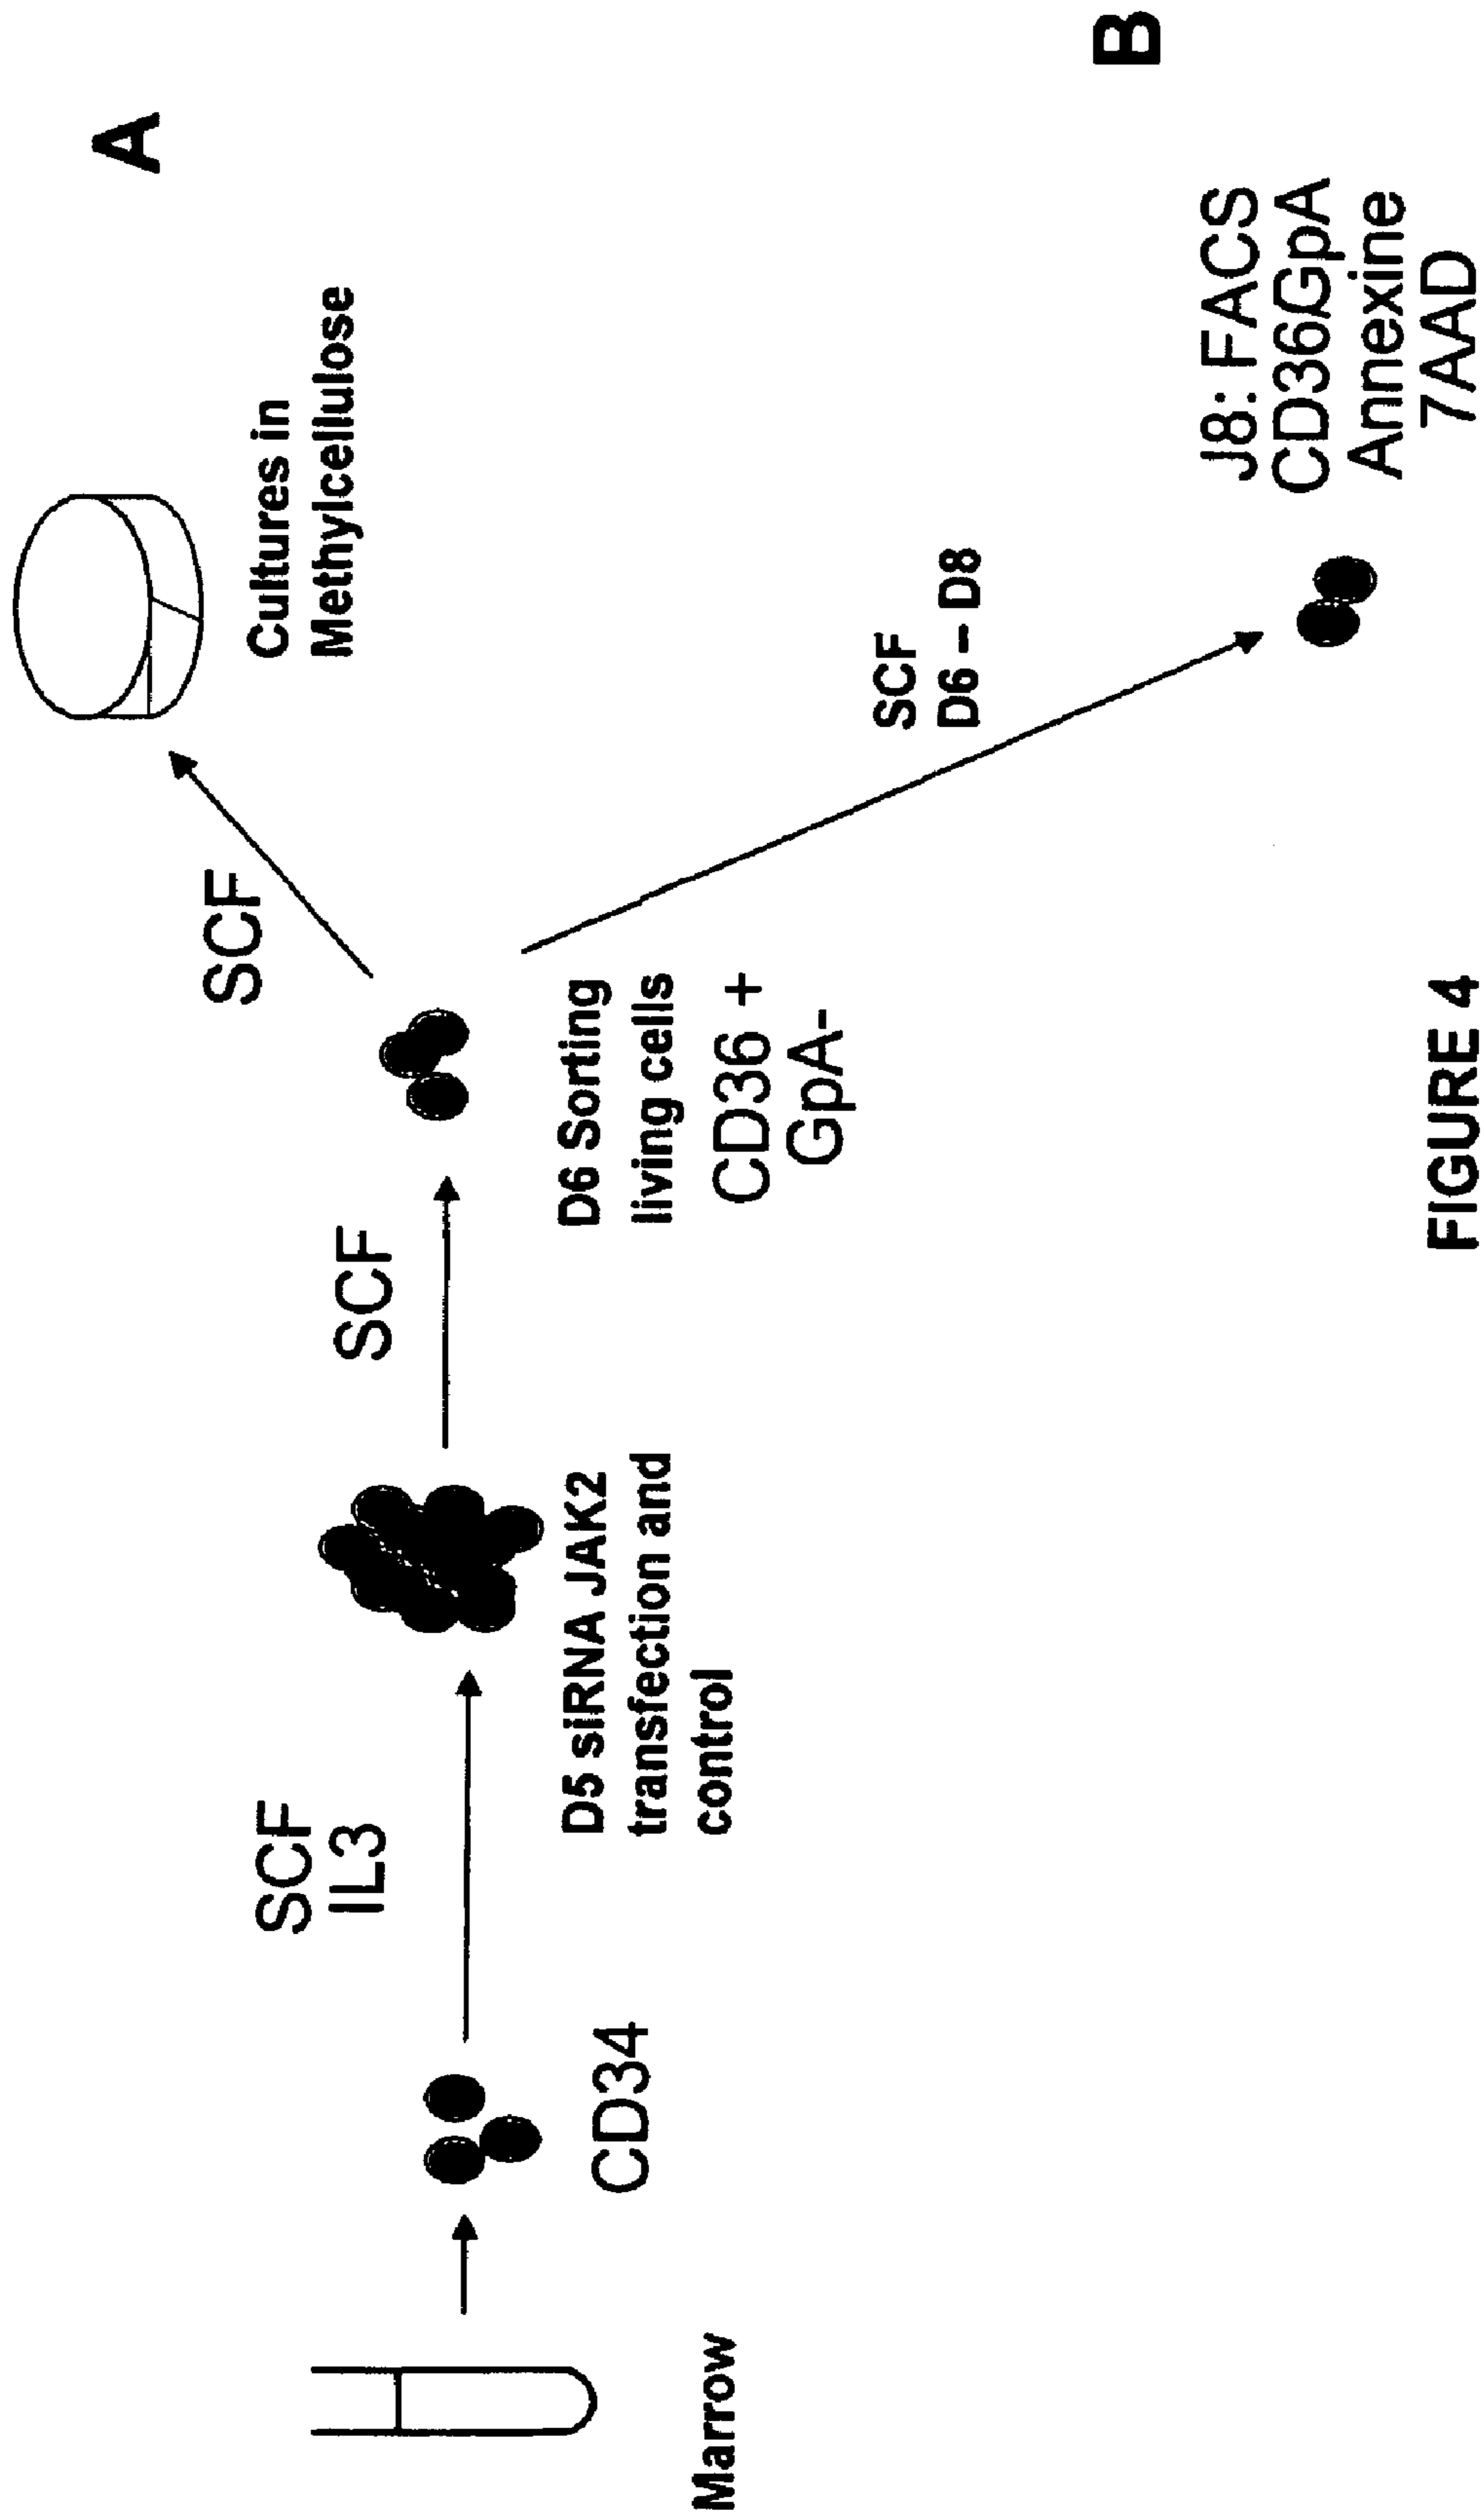 Marrow
CD34
SCF
IL3
D5 siRNA JAK2
transfection and
control
SCF
D6 Sorting
living cells
CD36 +
GpA-
SCF
Cultures in
Methylcellulose
A
SCF
D6 - D8
J8: FACS
CD36GpA
Annexine
7AAD
B
FIGURE 4